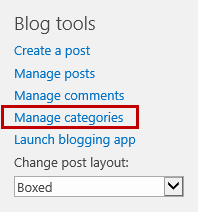 Blog tools
Create a post
Manage posts
Manage comments
Manage categories
Launch blogging app
Change post layout:
Boxed